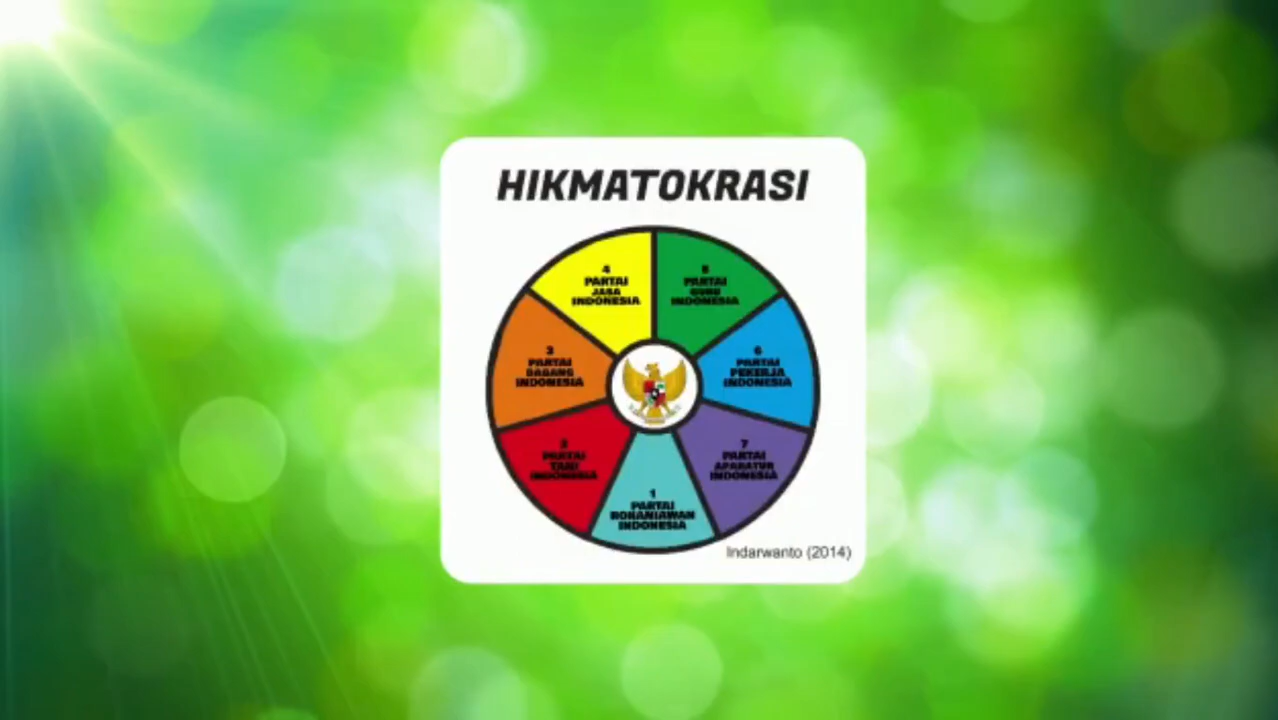 HIKMATOKRASI
4
PARTAI
JASA
INDONESIA
PARTAI
GURU
INDONESIA
3
PARTAI
DAGANG
INDONESIA
6
PARTAI
PEKERJA
INDONESIA
2
PARTAI
TANI
INDONESIA
7
PARTAI
APARATUR
INDONESIA
1
PARTAI
ROHANIAWAN
INDONESIA
Indarwanto (2014)